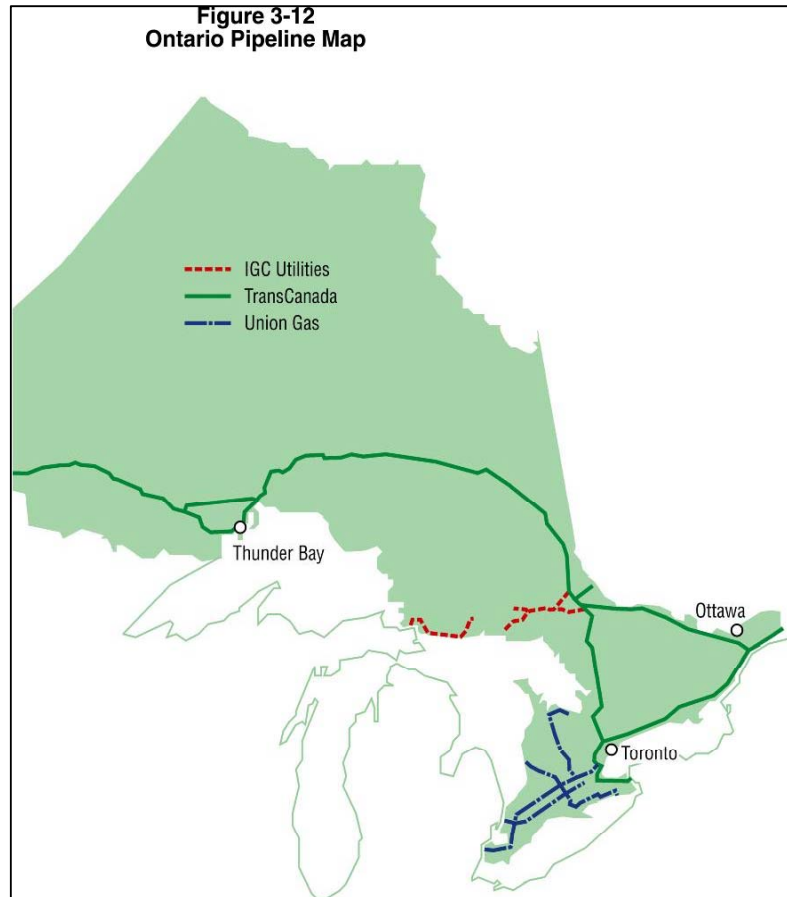 Figure 3-12
Ontario Pipeline Map
IGC Utilities
TransCanada
Union Gas
Thunder Bay
Ottawa
Toronto